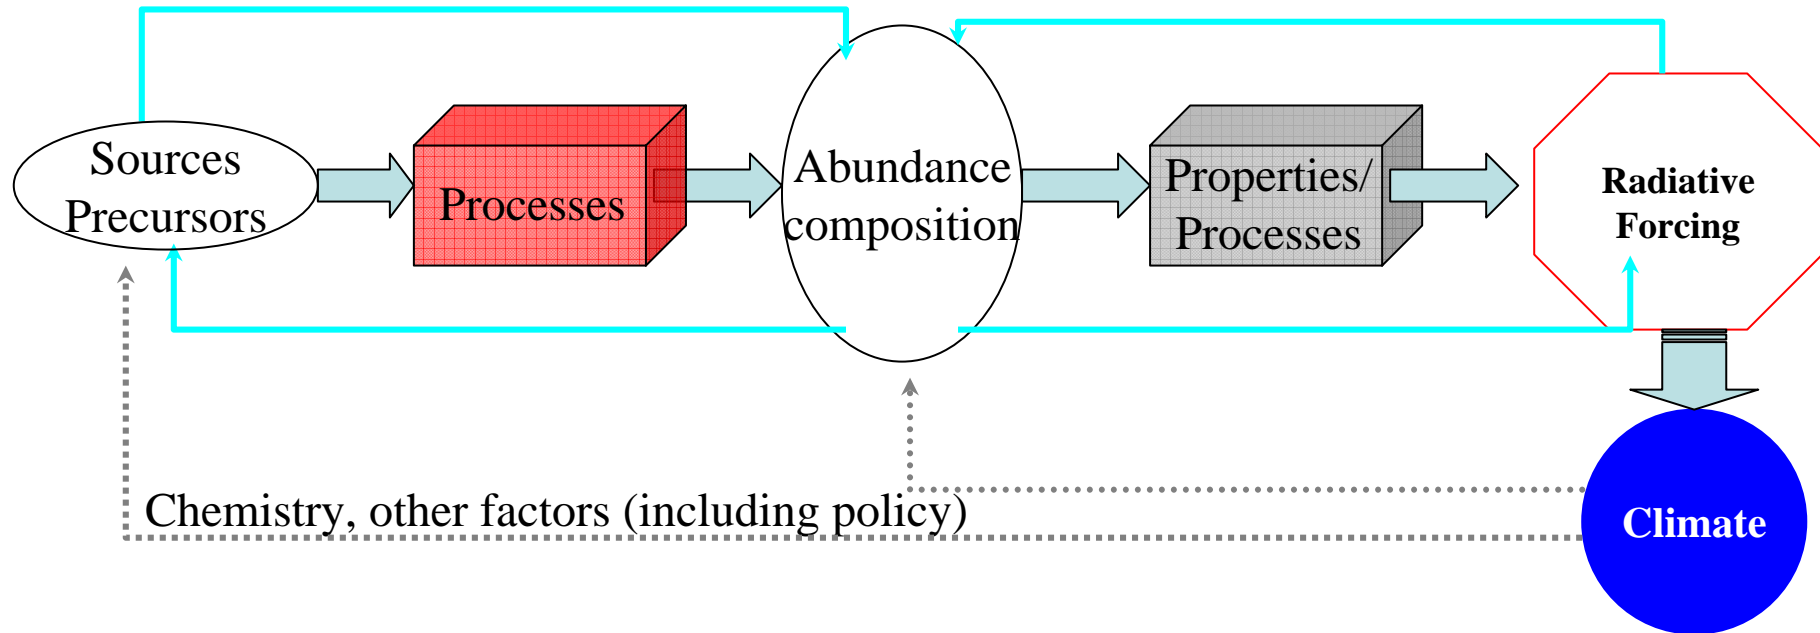 Sources
Precursors
Processes
Abundance
composition
Properties/
Processes
Radiative
Forcing
Chemistry, other factors (including policy)
Climate